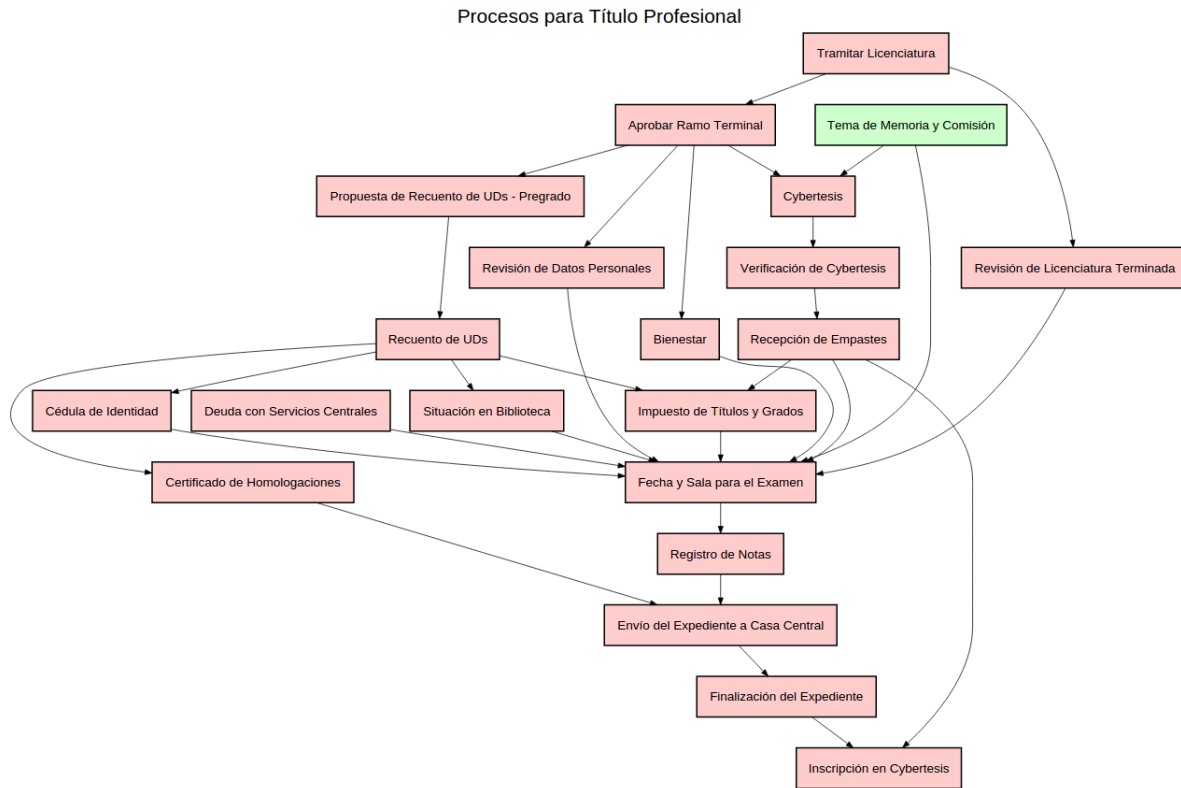 Procesos para Título Profesional
Tramitar Licenciatura
Aprobar Ramo Terminal
Tema de Memoria y Comisión
Propuesta de Recuento de UDs - Pregrado
Cybertesis
Revisión de Datos Personales
Verificación de Cybertesis
Revisión de Licenciatura Terminada
Recuento de UDs
Bienestar
Recepción de Empastes
Cédula de Identidad
Deuda con Servicios Centrales
Situación en Biblioteca
Impuesto de Títulos y Grados
Certificado de Homologaciones
Fecha y Sala para el Examen
Registro de Notas
Envío del Expediente a Casa Central
Finalización del Expediente
Inscripción en Cybertesis